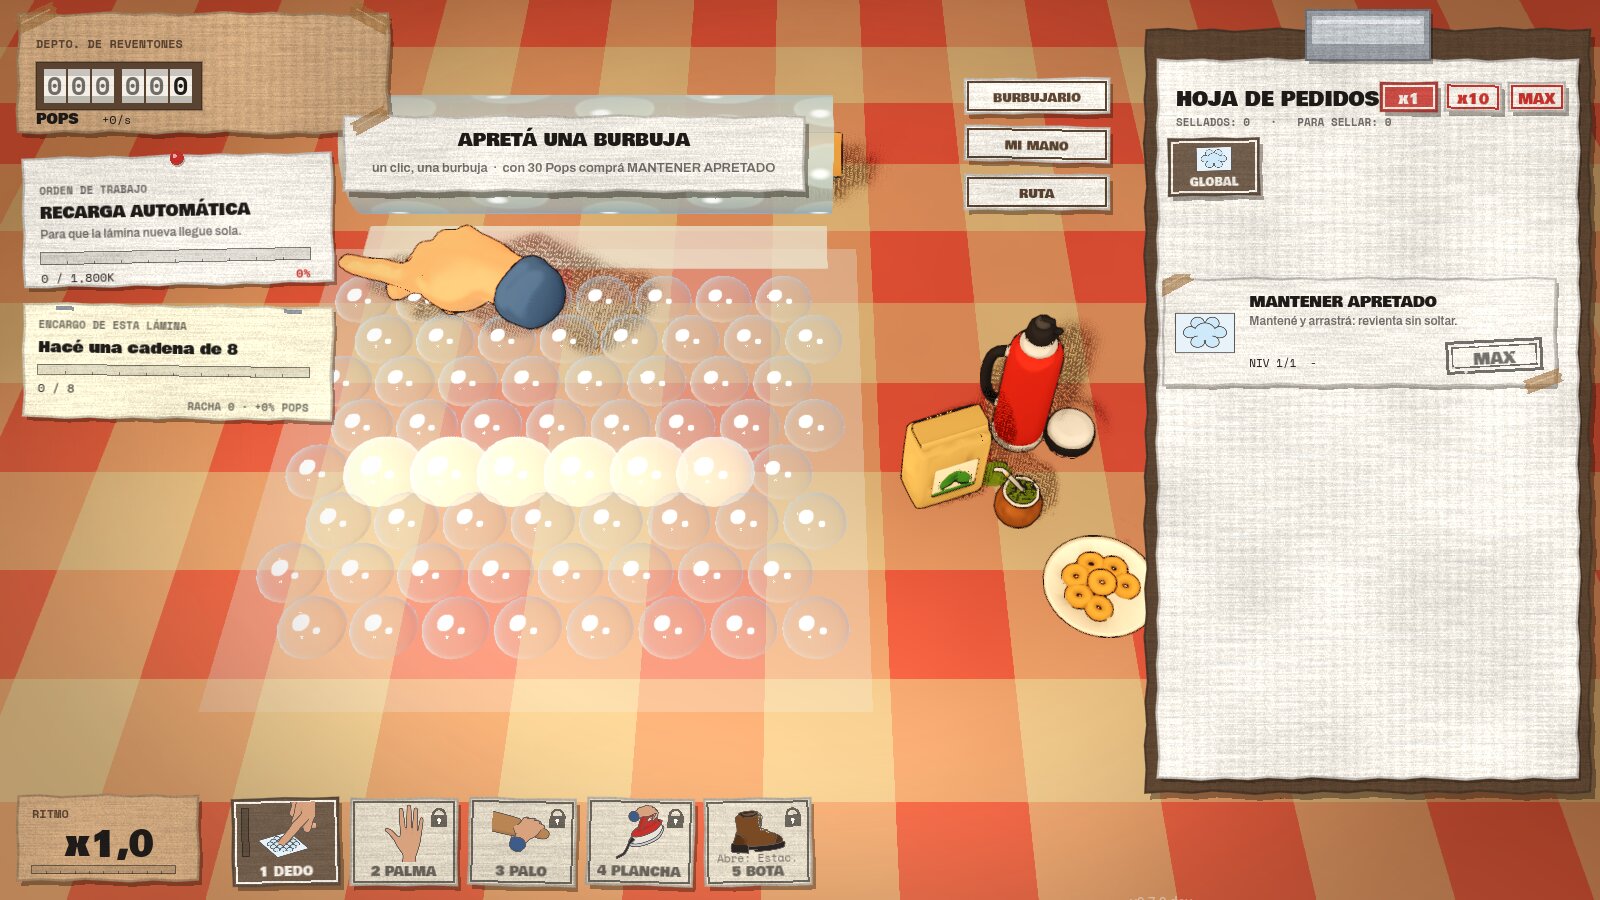 DEPTO. DE REVENTONES
000 000
POPS +0/s
ORDEN DE TRABAJO
RECARGA AUTOMÁTICA
Para que la lámina nueva llegue sola.
0 / 1.800K 0%
ENCARGO DE ESTA LÁMINA
Hacé una cadena de 8
0 / 8
RACHA 0 · +0% POPS
APRETÁ UNA BURBUJA
un clic, una burbuja · con 30 Pops comprá MANTENER APRETADO
BURBUJARIO
MI MANO
RUTA
HOJA DE PEDIDOS x1 x10 MAX
SELLADOS: 0 · PARA SELLAR: 0
GLOBAL
MANTENER APRETADO
Mantené y arrastrá: revienta sin soltar.
NIV 1/1 -
MAX
RITMO
x1,0
1 DEDO
2 PALMA
3 PALO
4 PLANCHA
Abre: Estac.
5 BOTA